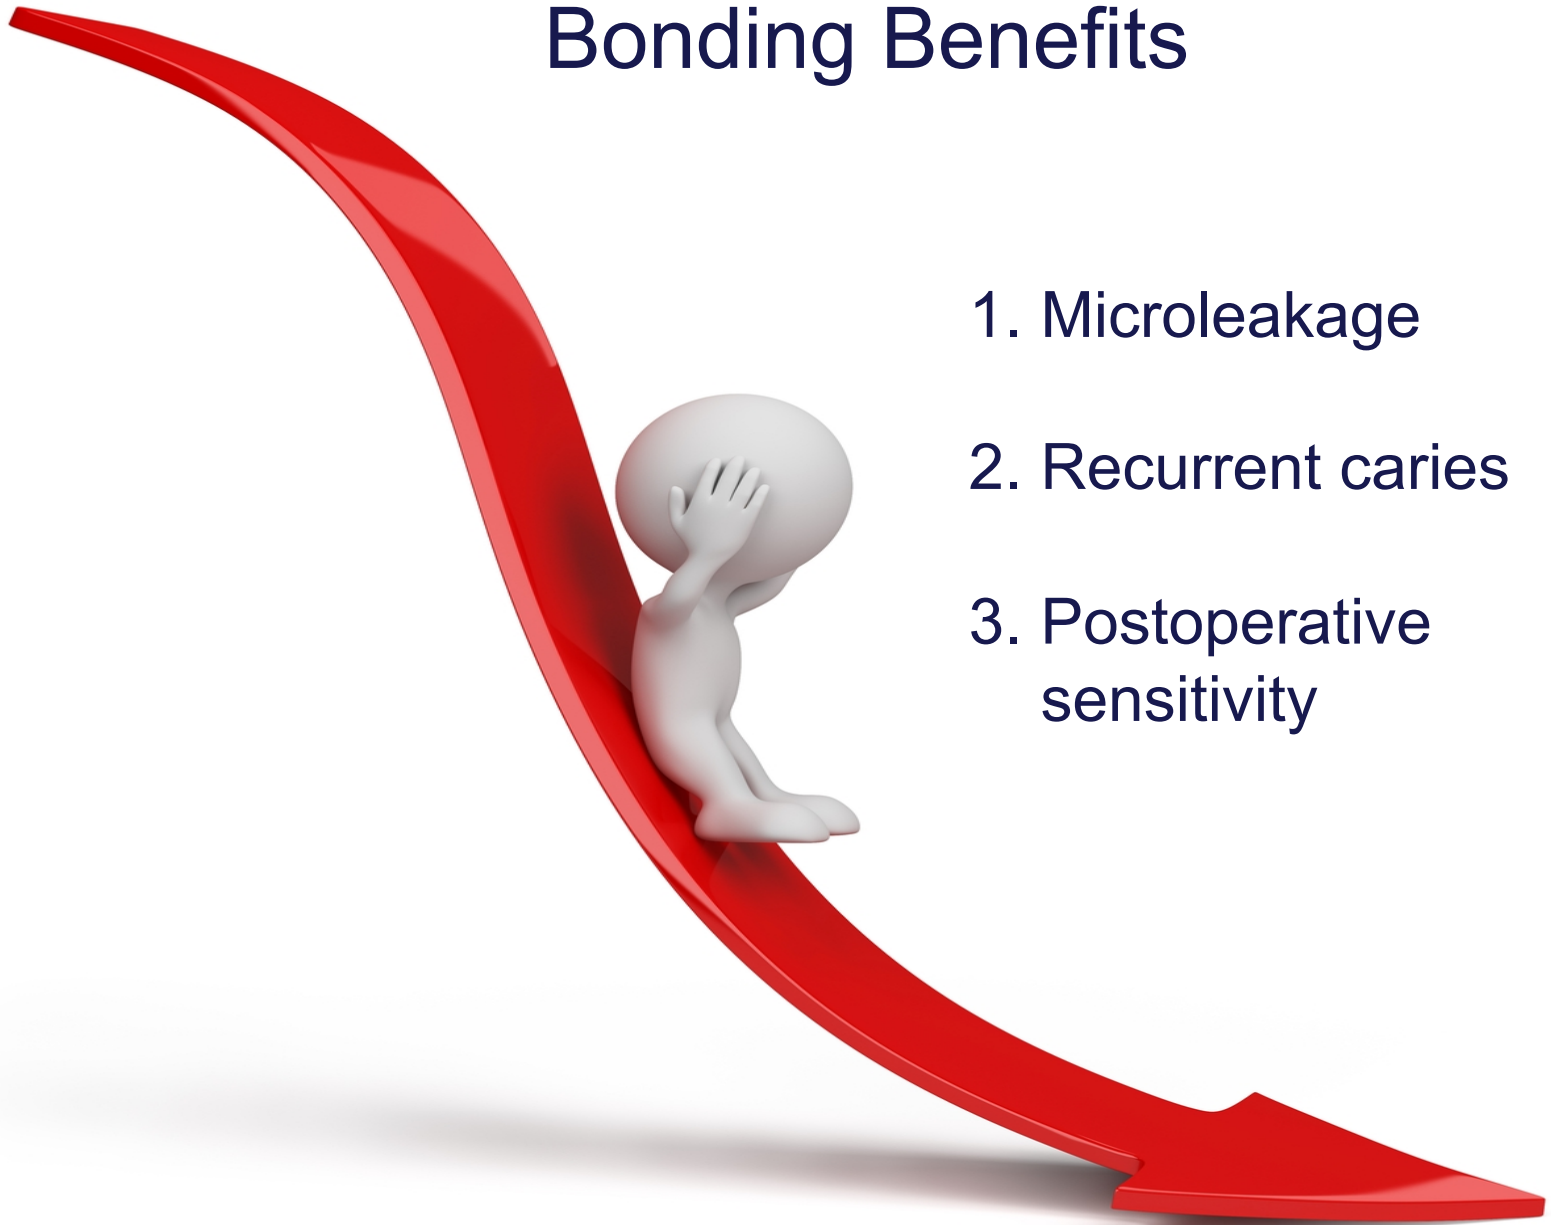 Bonding Benefits
1. Microleakage
2. Recurrent caries
3. Postoperative
sensitivity